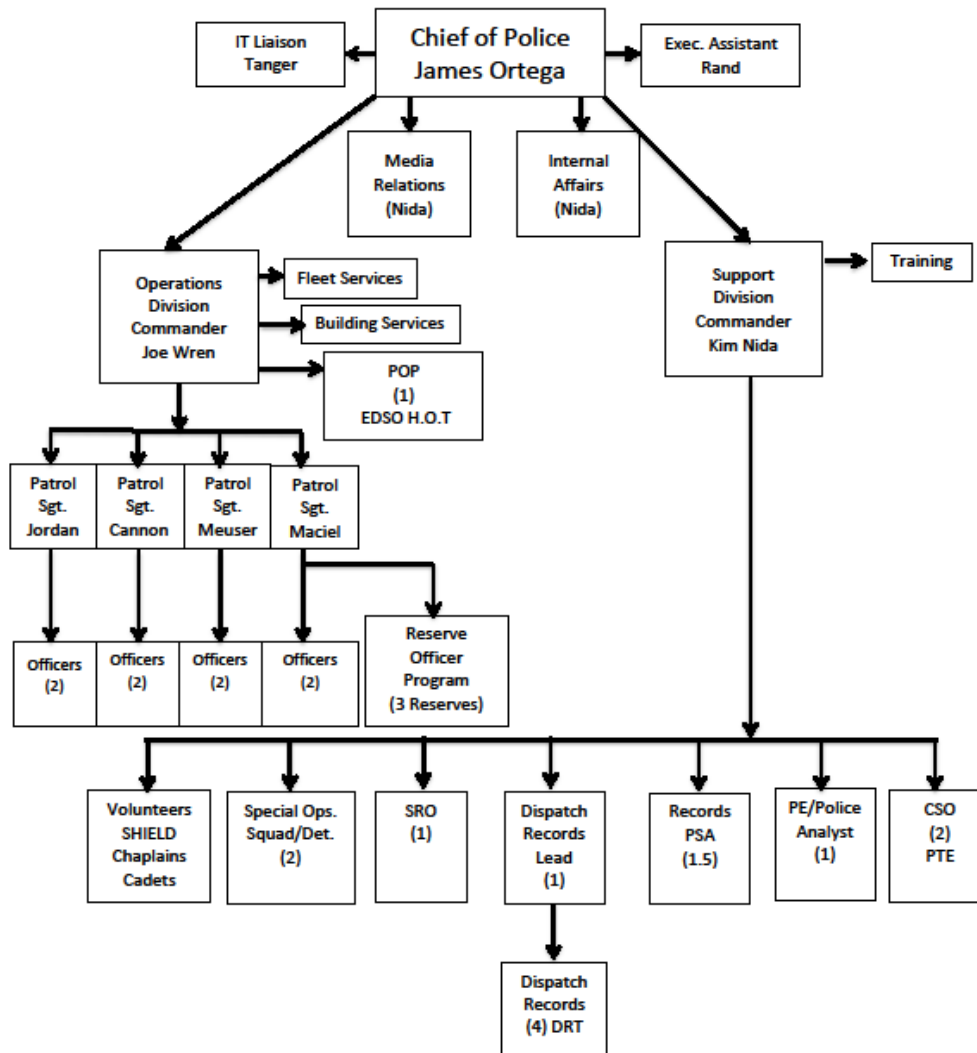 IT Liaison
Tanger
Chief of Police
James Ortega
Exec. Assistant
Rand
Media
Relations
(Nida)
Internal
Affairs
(Nida)
Operations
Division
Commander
Joe Wren
Fleet Services
Building Services
POP
(1)
EDSO H.O.T
Support
Division
Commander
Kim Nida
Training
Patrol
Sgt.
Jordan
Patrol
Sgt.
Cannon
Patrol
Sgt.
Meuser
Patrol
Sgt.
Maciel
Officers
(2)
Officers
(2)
Officers
(2)
Officers
(2)
Reserve
Officer
Program
(3 Reserves)
Volunteers
SHIELD
Chaplains
Cadets
Special Ops.
Squad/Det.
(2)
SRO
(1)
Dispatch
Records
Lead
(1)
Records
PSA
(1.5)
PE/Police
Analyst
(1)
CSO
(2)
PTE
Dispatch
Records
(4) DRT